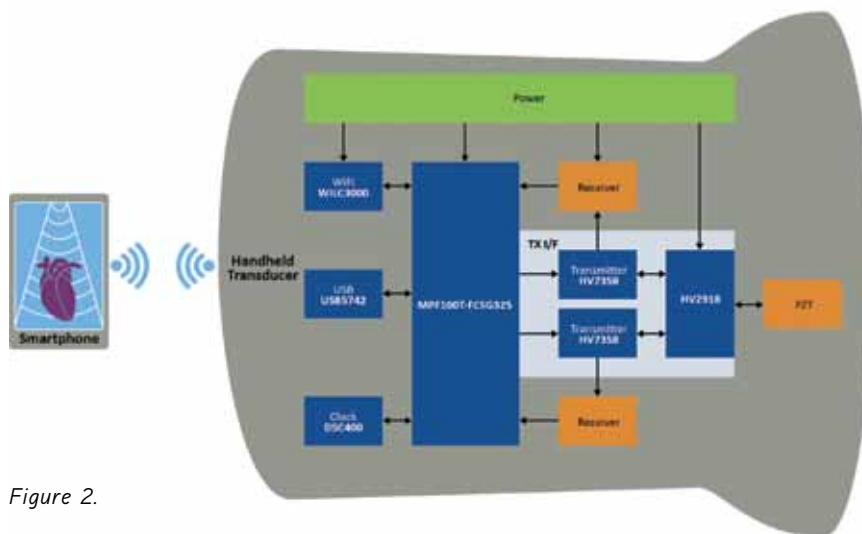 Power
WiFi
WILC3000
Receiver
TX I/F
Handheld
Transducer
Transmitter
HV7358
USB
USB5742
MPF100T-FCSG325
HV2918
PZT
Transmitter
HV7358
Smartphone
Clock
DSC400
Receiver
Figure 2.